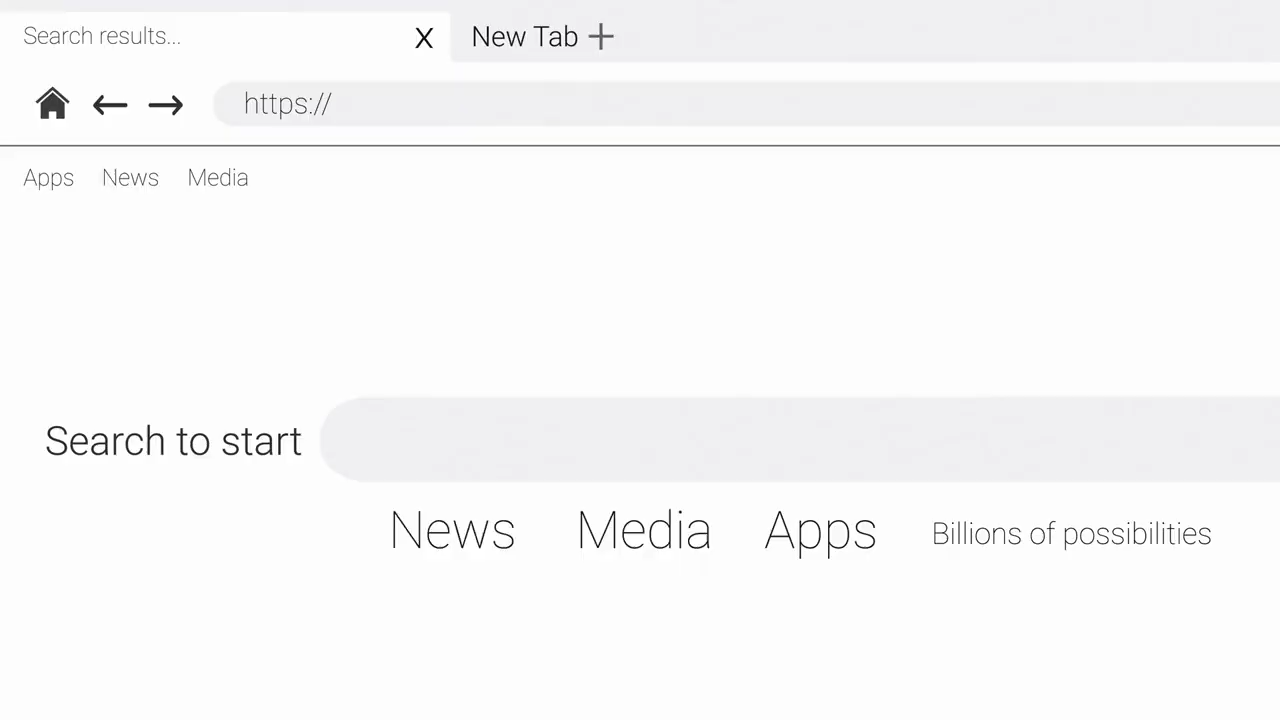 Search results... X New Tab +
https://
Apps News Media
Search to start
News Media Apps Billions of possibilities